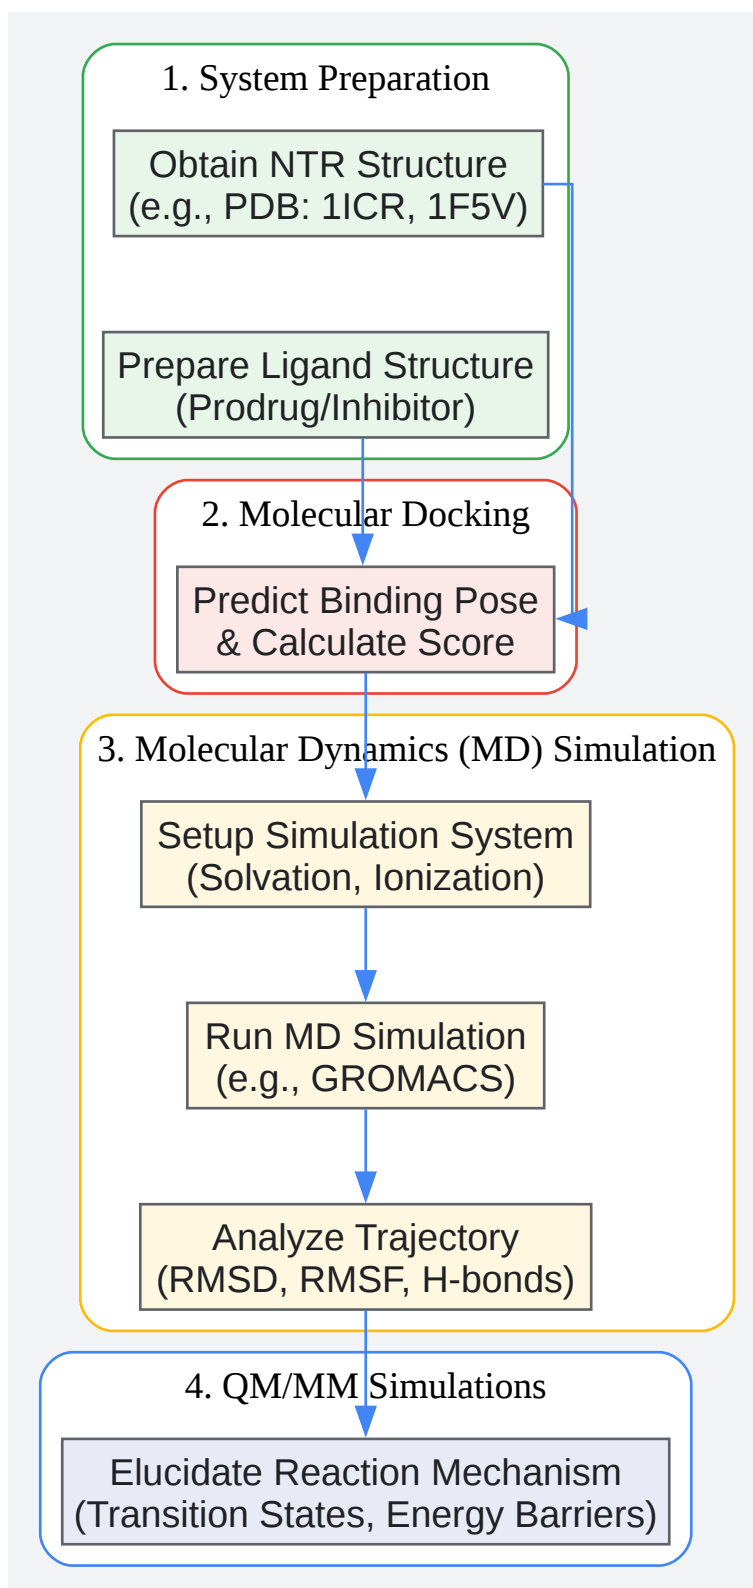 1. System Preparation
Obtain NTR Structure
(e.g., PDB: 1ICR, 1F5V)
Prepare Ligand Structure
(Prodrug/Inhibitor)
2. Molecular Docking
Predict Binding Pose
& Calculate Score
3. Molecular Dynamics (MD) Simulation
Setup Simulation System
(Solvation, Ionization)
Run MD Simulation
(e.g., GROMACS)
Analyze Trajectory
(RMSD, RMSF, H-bonds)
4. QM/MM Simulations
Elucidate Reaction Mechanism
(Transition States, Energy Barriers)